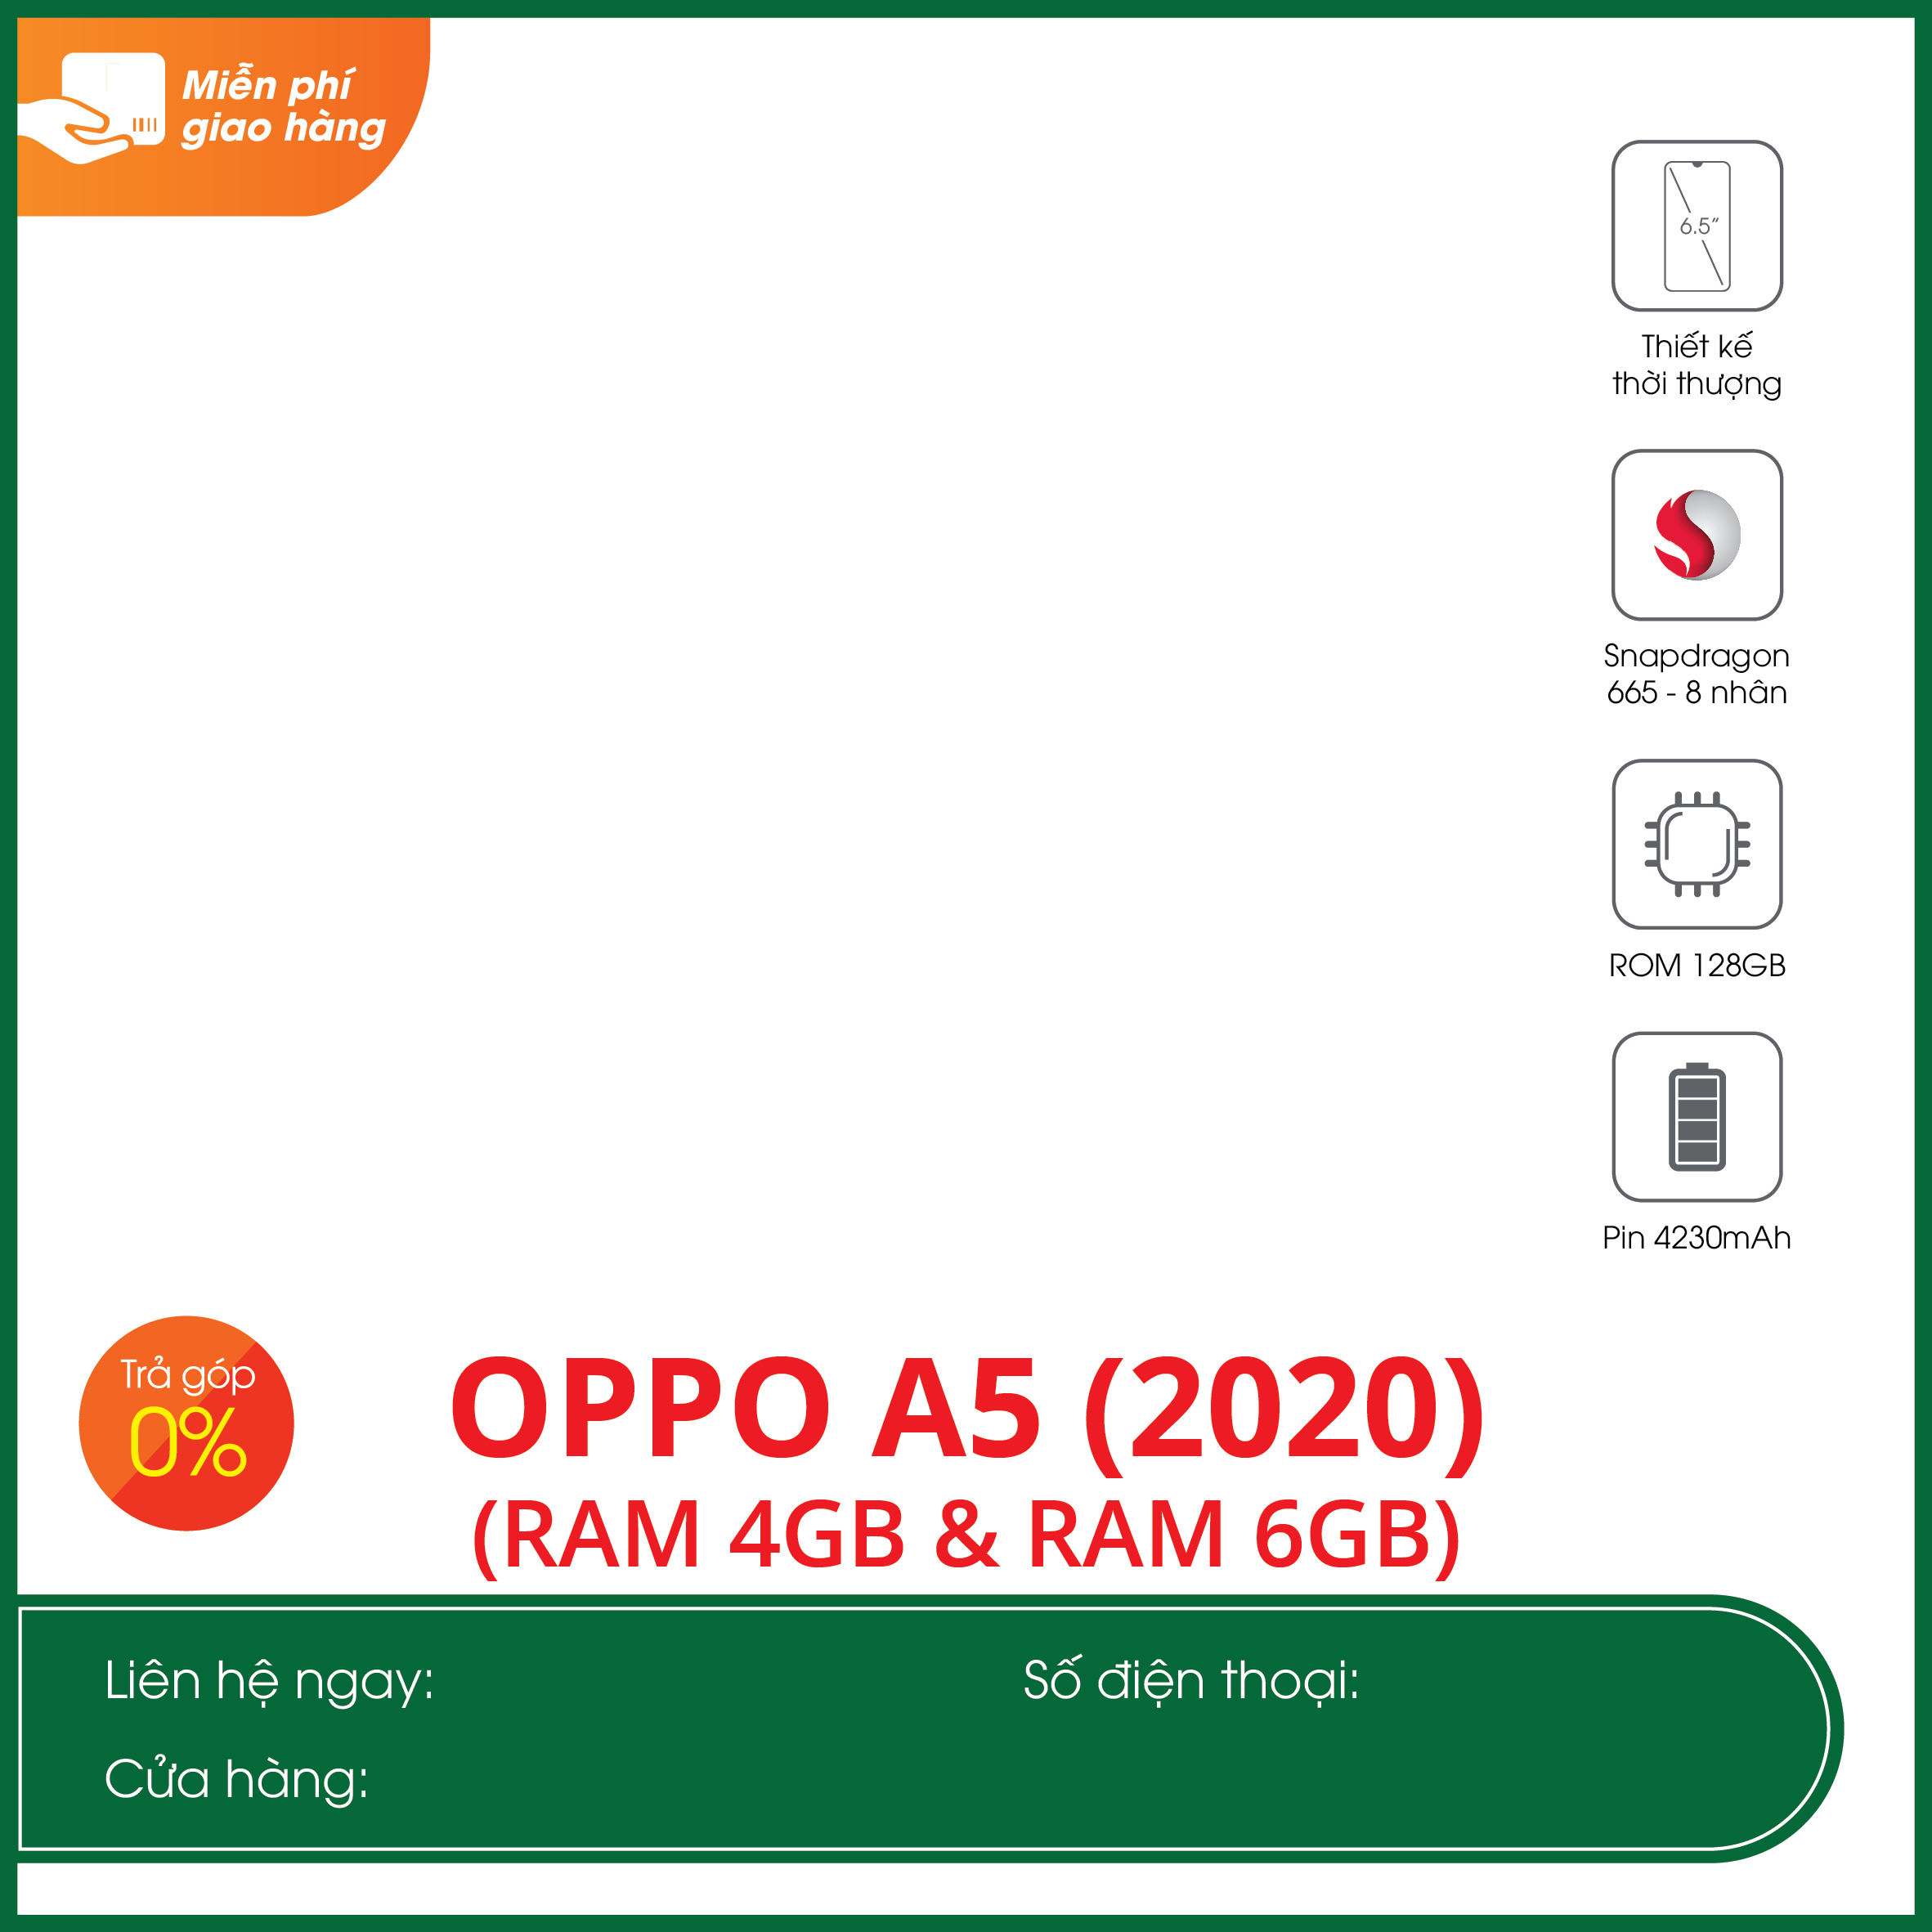 Miễn phí
giao hàng
6.5"
Thiết kế
thời thượng
Snapdragon
665 - 8 nhân
ROM 128GB
Pin 4230mAh
Trả góp
0%
OPPO A5 (2020)
(RAM 4GB & RAM 6GB)
Liên hệ ngay:
Số điện thoại:
Cửa hàng: